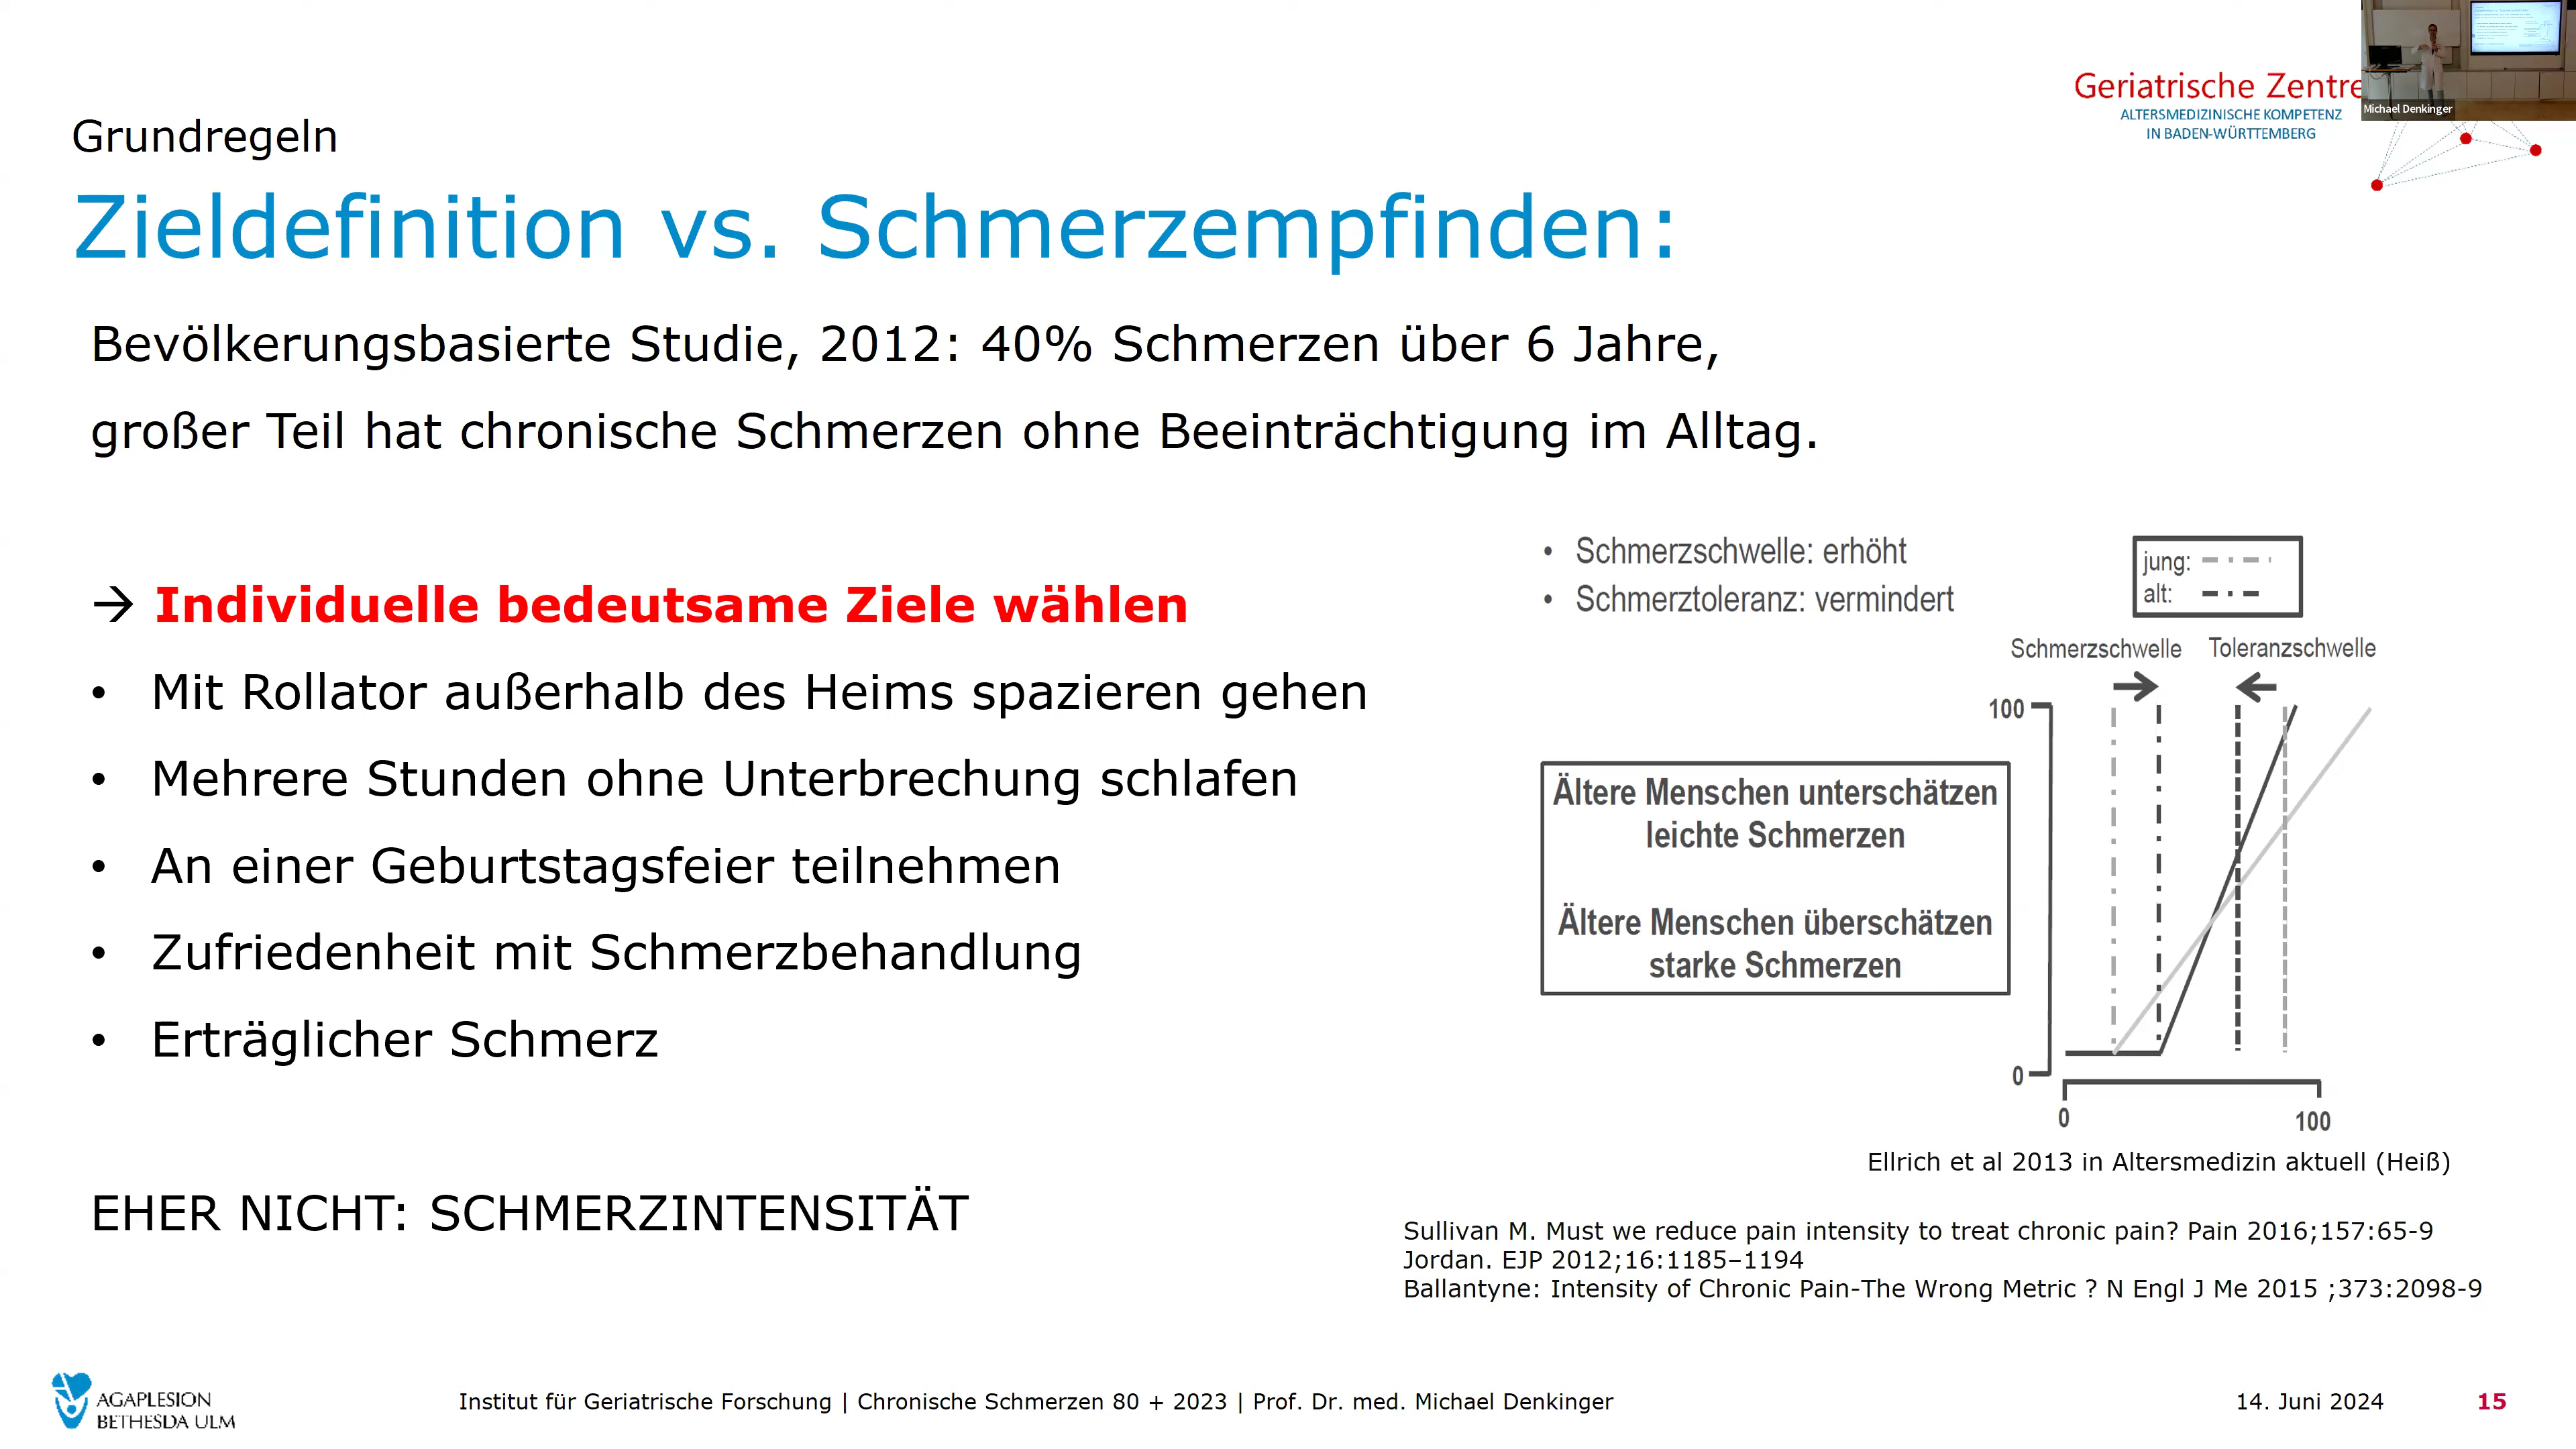 Geriatrische Zentre
ALTERSMEDIZINISCHE KOMPETENZ
IN BADEN-WÜRTTEMBERG
Michael Denkinger
Grundregeln
Zieldefinition vs. Schmerzempfinden:
Bevölkerungsbasierte Studie, 2012: 40% Schmerzen über 6 Jahre,
großer Teil hat chronische Schmerzen ohne Beeinträchtigung im Alltag.
→ Individuelle bedeutsame Ziele wählen
• Mit Rollator außerhalb des Heims spazieren gehen
• Mehrere Stunden ohne Unterbrechung schlafen
• An einer Geburtstagsfeier teilnehmen
• Zufriedenheit mit Schmerzbehandlung
• Erträglicher Schmerz
EHER NICHT: SCHMERZINTENSITÄT
• Schmerzschwelle: erhöht
• Schmerztoleranz: vermindert
jung:
alt:
Schmerzschwelle Toleranzschwelle
100
Ältere Menschen unterschätzen
leichte Schmerzen
Ältere Menschen überschätzen
starke Schmerzen
0
0 100
Ellrich et al 2013 in Altersmedizin aktuell (Heiß)
Sullivan M. Must we reduce pain intensity to treat chronic pain? Pain 2016;157:65-9
Jordan. EJP 2012;16:1185–1194
Ballantyne: Intensity of Chronic Pain-The Wrong Metric ? N Engl J Me 2015 ;373:2098-9
AGAPLESION
BETHESDA ULM
Institut für Geriatrische Forschung | Chronische Schmerzen 80 + 2023 | Prof. Dr. med. Michael Denkinger
14. Juni 2024
15